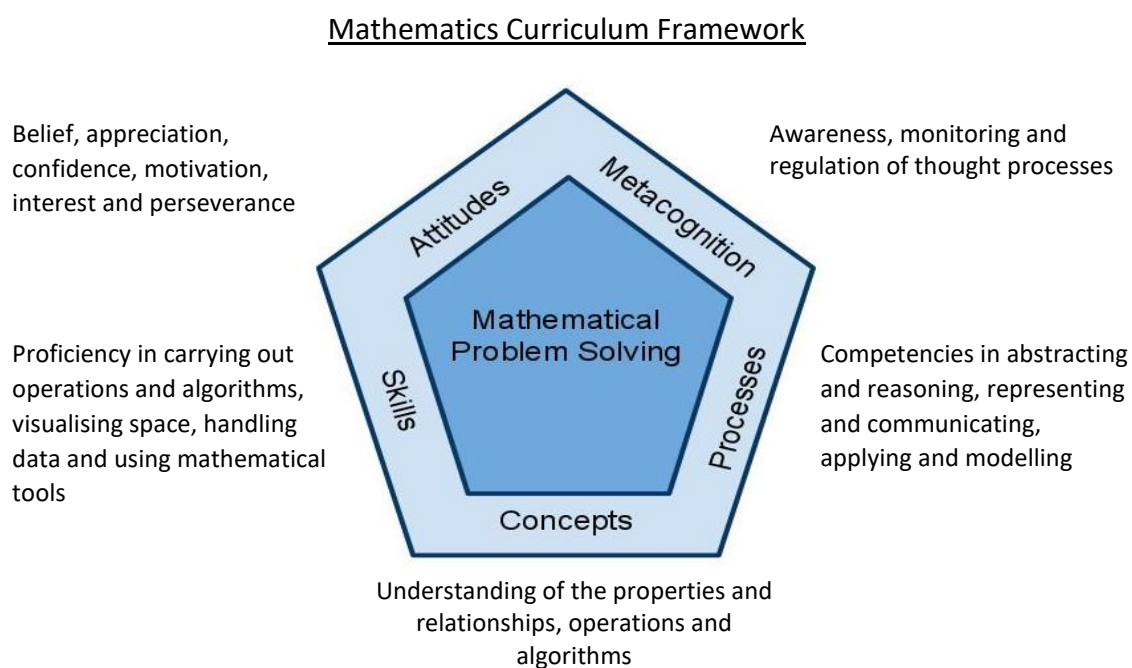 Mathematics Curriculum Framework
Belief, appreciation,
confidence, motivation,
interest and perseverance
Awareness, monitoring and
regulation of thought processes
Attitudes
Metacognition
Mathematical
Problem Solving
Proficiency in carrying out
operations and algorithms,
visualising space, handling
data and using mathematical
tools
Skills
Processes
Competencies in abstracting
and reasoning, representing
and communicating,
applying and modelling
Concepts
Understanding of the properties and
relationships, operations and
algorithms